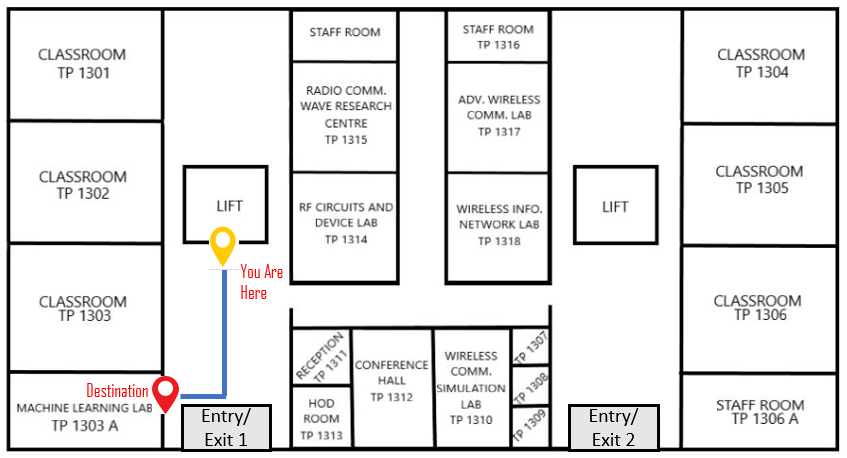 CLASSROOM
TP 1301
CLASSROOM
TP 1302
CLASSROOM
TP 1303
Destination
MACHINE LEARNING LAB
TP 1303 A
LIFT
You Are
Here
Entry/
Exit 1
STAFF ROOM
RADIO COMM.
WAVE RESEARCH
CENTRE
TP 1315
RF CIRCUITS AND
DEVICE LAB
TP 1314
STAFF ROOM
TP 1316
ADV. WIRELESS
COMM. LAB
TP 1317
WIRELESS INFO.
NETWORK LAB
TP 1318
RECEPTION
TP 1311
HOD
ROOM
TP 1313
CONFERENCE
HALL
TP 1312
WIRELESS
COMM.
SIMULATION
LAB
TP 1310
TP 1307
TP 1308
TP 1309
LIFT
Entry/
Exit 2
CLASSROOM
TP 1304
CLASSROOM
TP 1305
CLASSROOM
TP 1306
STAFF ROOM
TP 1306 A